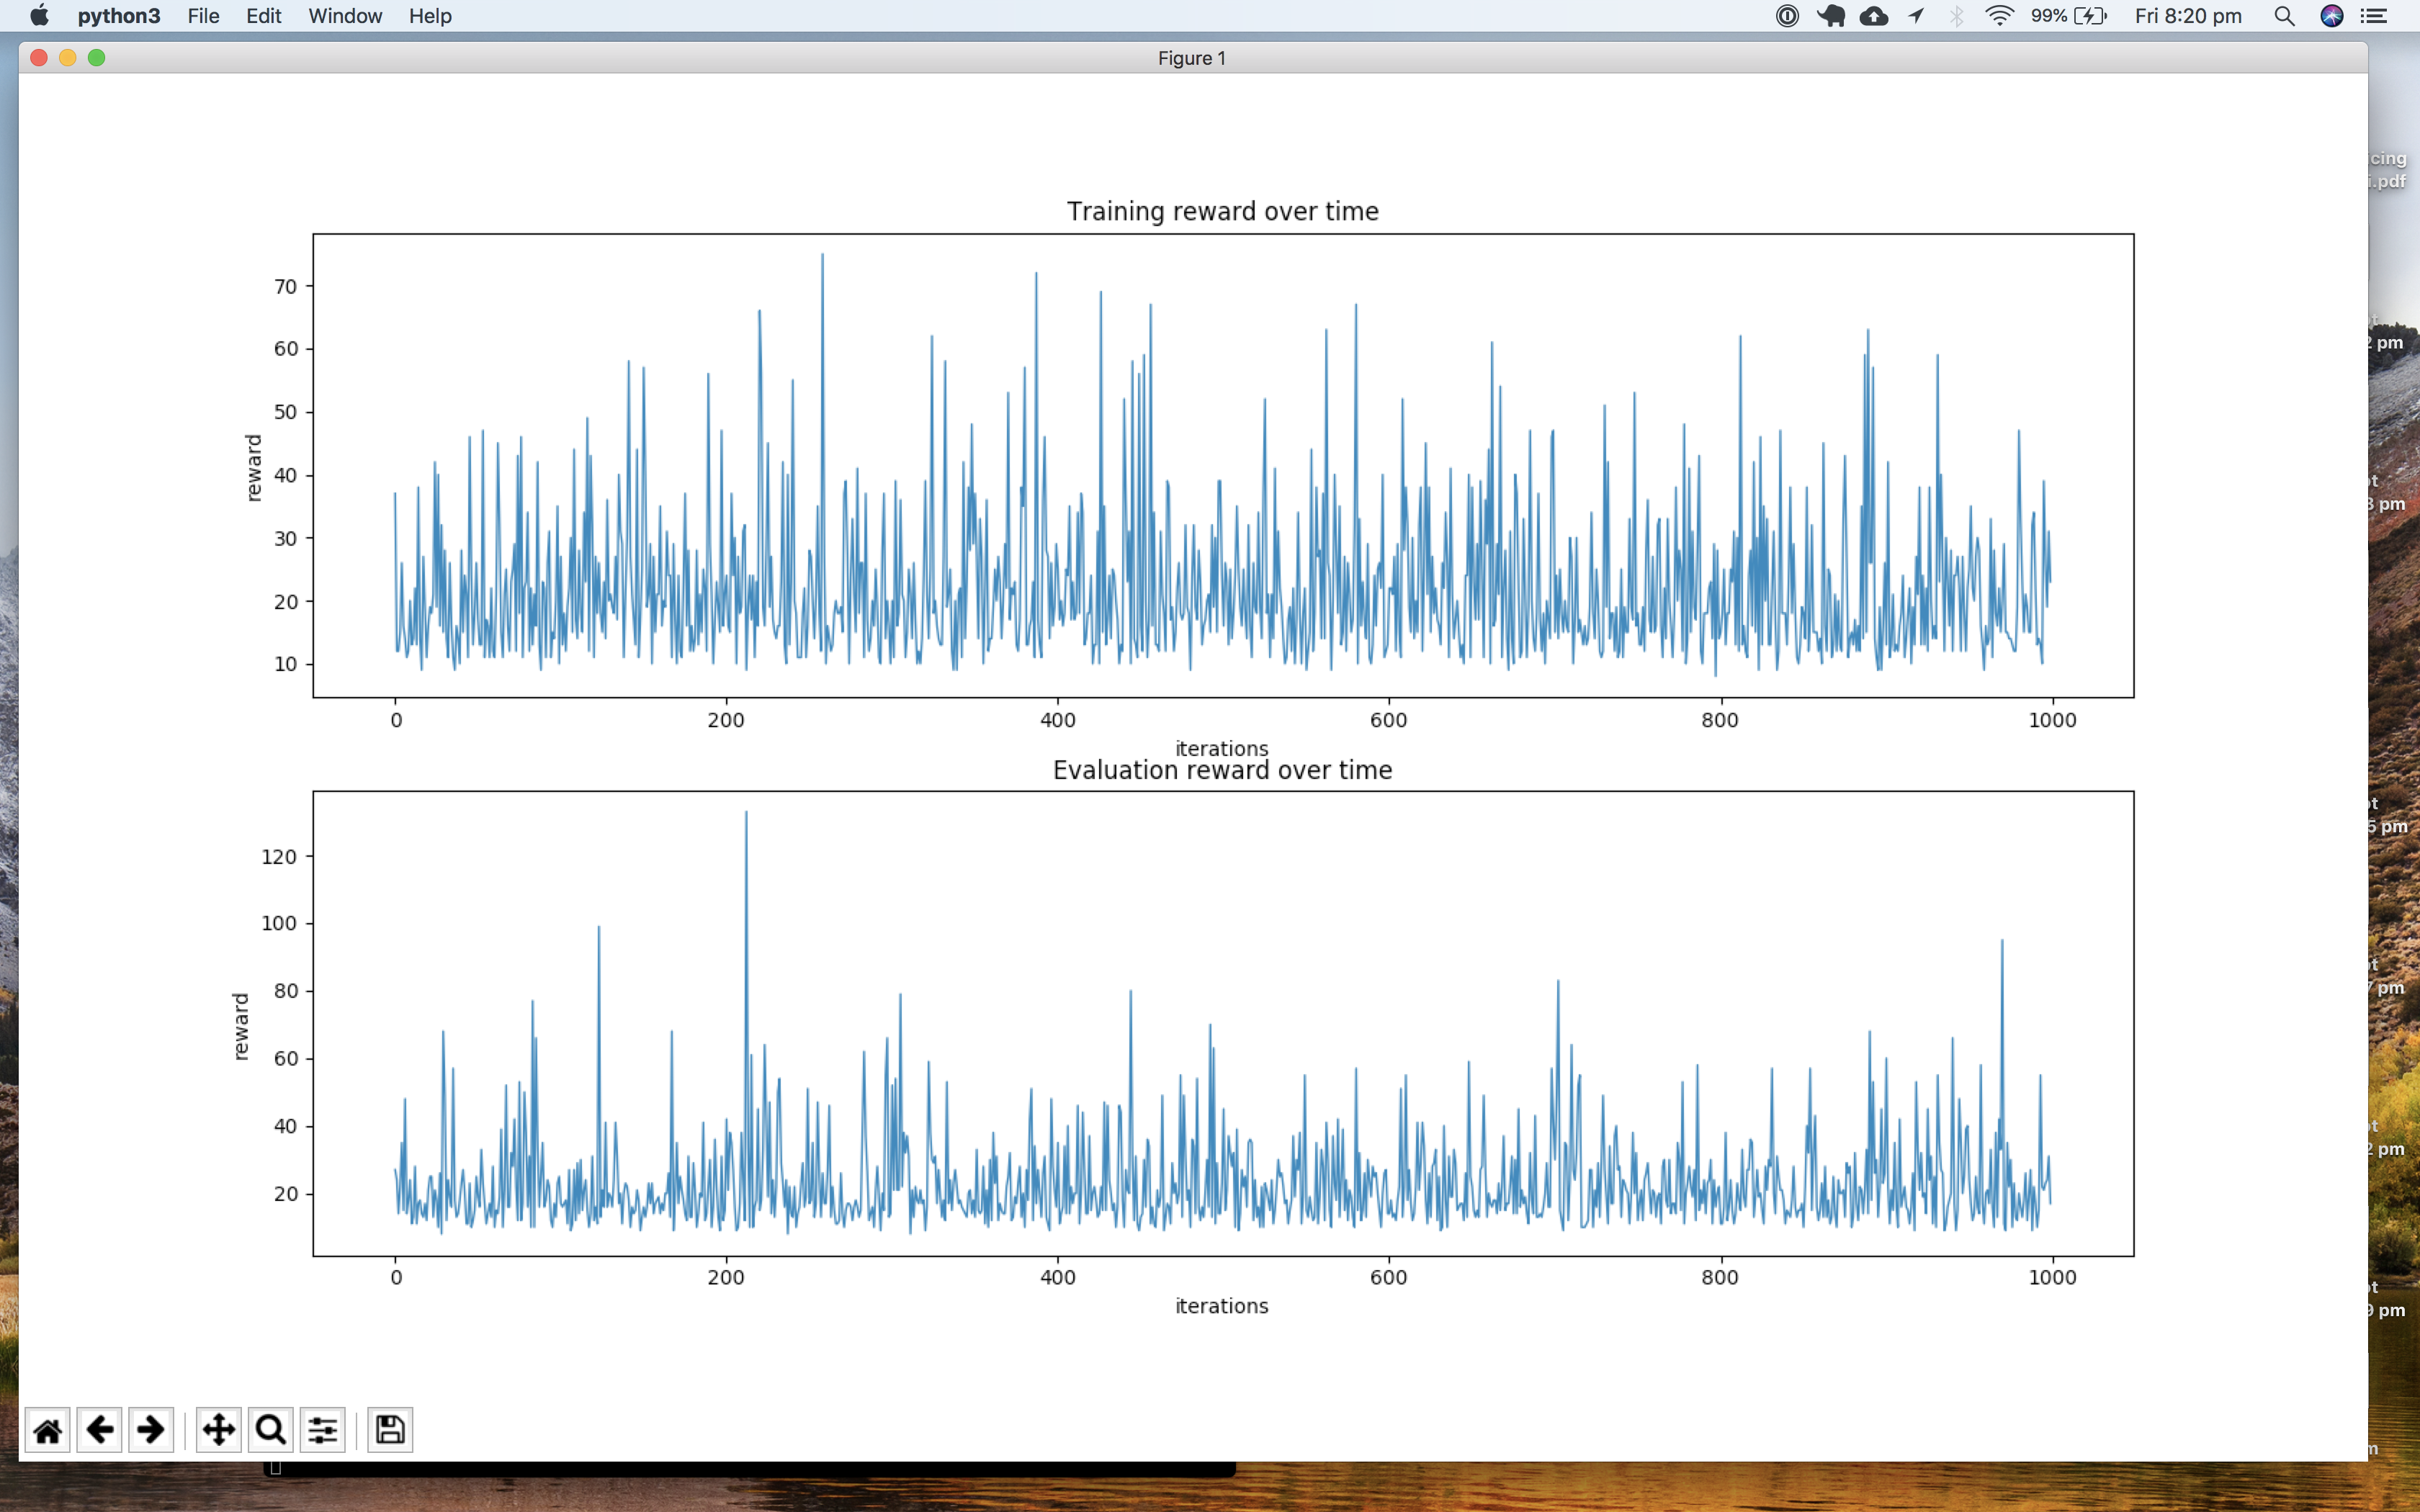 python3 File Edit Window Help 99% Fri 8:20 pm
Figure 1
Training reward over time
reward
70
60
50
40
30
20
10
0 200 400 600 800 1000
iterations
Evaluation reward over time
reward
120
100
80
60
40
20
0 200 400 600 800 1000
iterations
cing
i.pdf
2 pm
3 pm
5 pm
7 pm
2 pm
9 pm